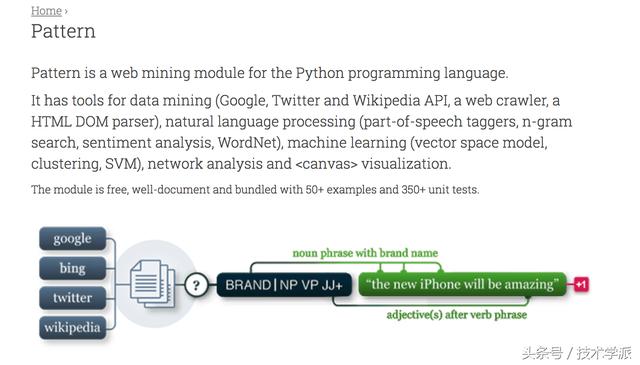 Home ›
Pattern
Pattern is a web mining module for the Python programming language.
It has tools for data mining (Google, Twitter and Wikipedia API, a web crawler, a
HTML DOM parser), natural language processing (part-of-speech taggers, n-gram
search, sentiment analysis, WordNet), machine learning (vector space model,
clustering, SVM), network analysis and <canvas> visualization.
The module is free, well-document and bundled with 50+ examples and 350+ unit tests.
google
bing
twitter
wikipedia
?
noun phrase with brand name
BRAND|NP VP JJ+
“the new iPhone will be amazing”
+1
adjective(s) after verb phrase
头条号 / 技术学派